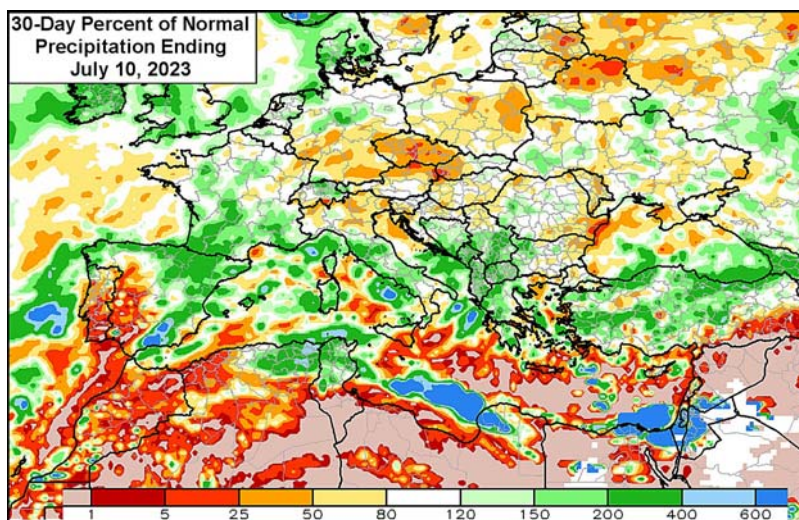 30-Day Percent of Normal
Precipitation Ending
July 10, 2023
1 5 25 50 80 120 150 200 400 600